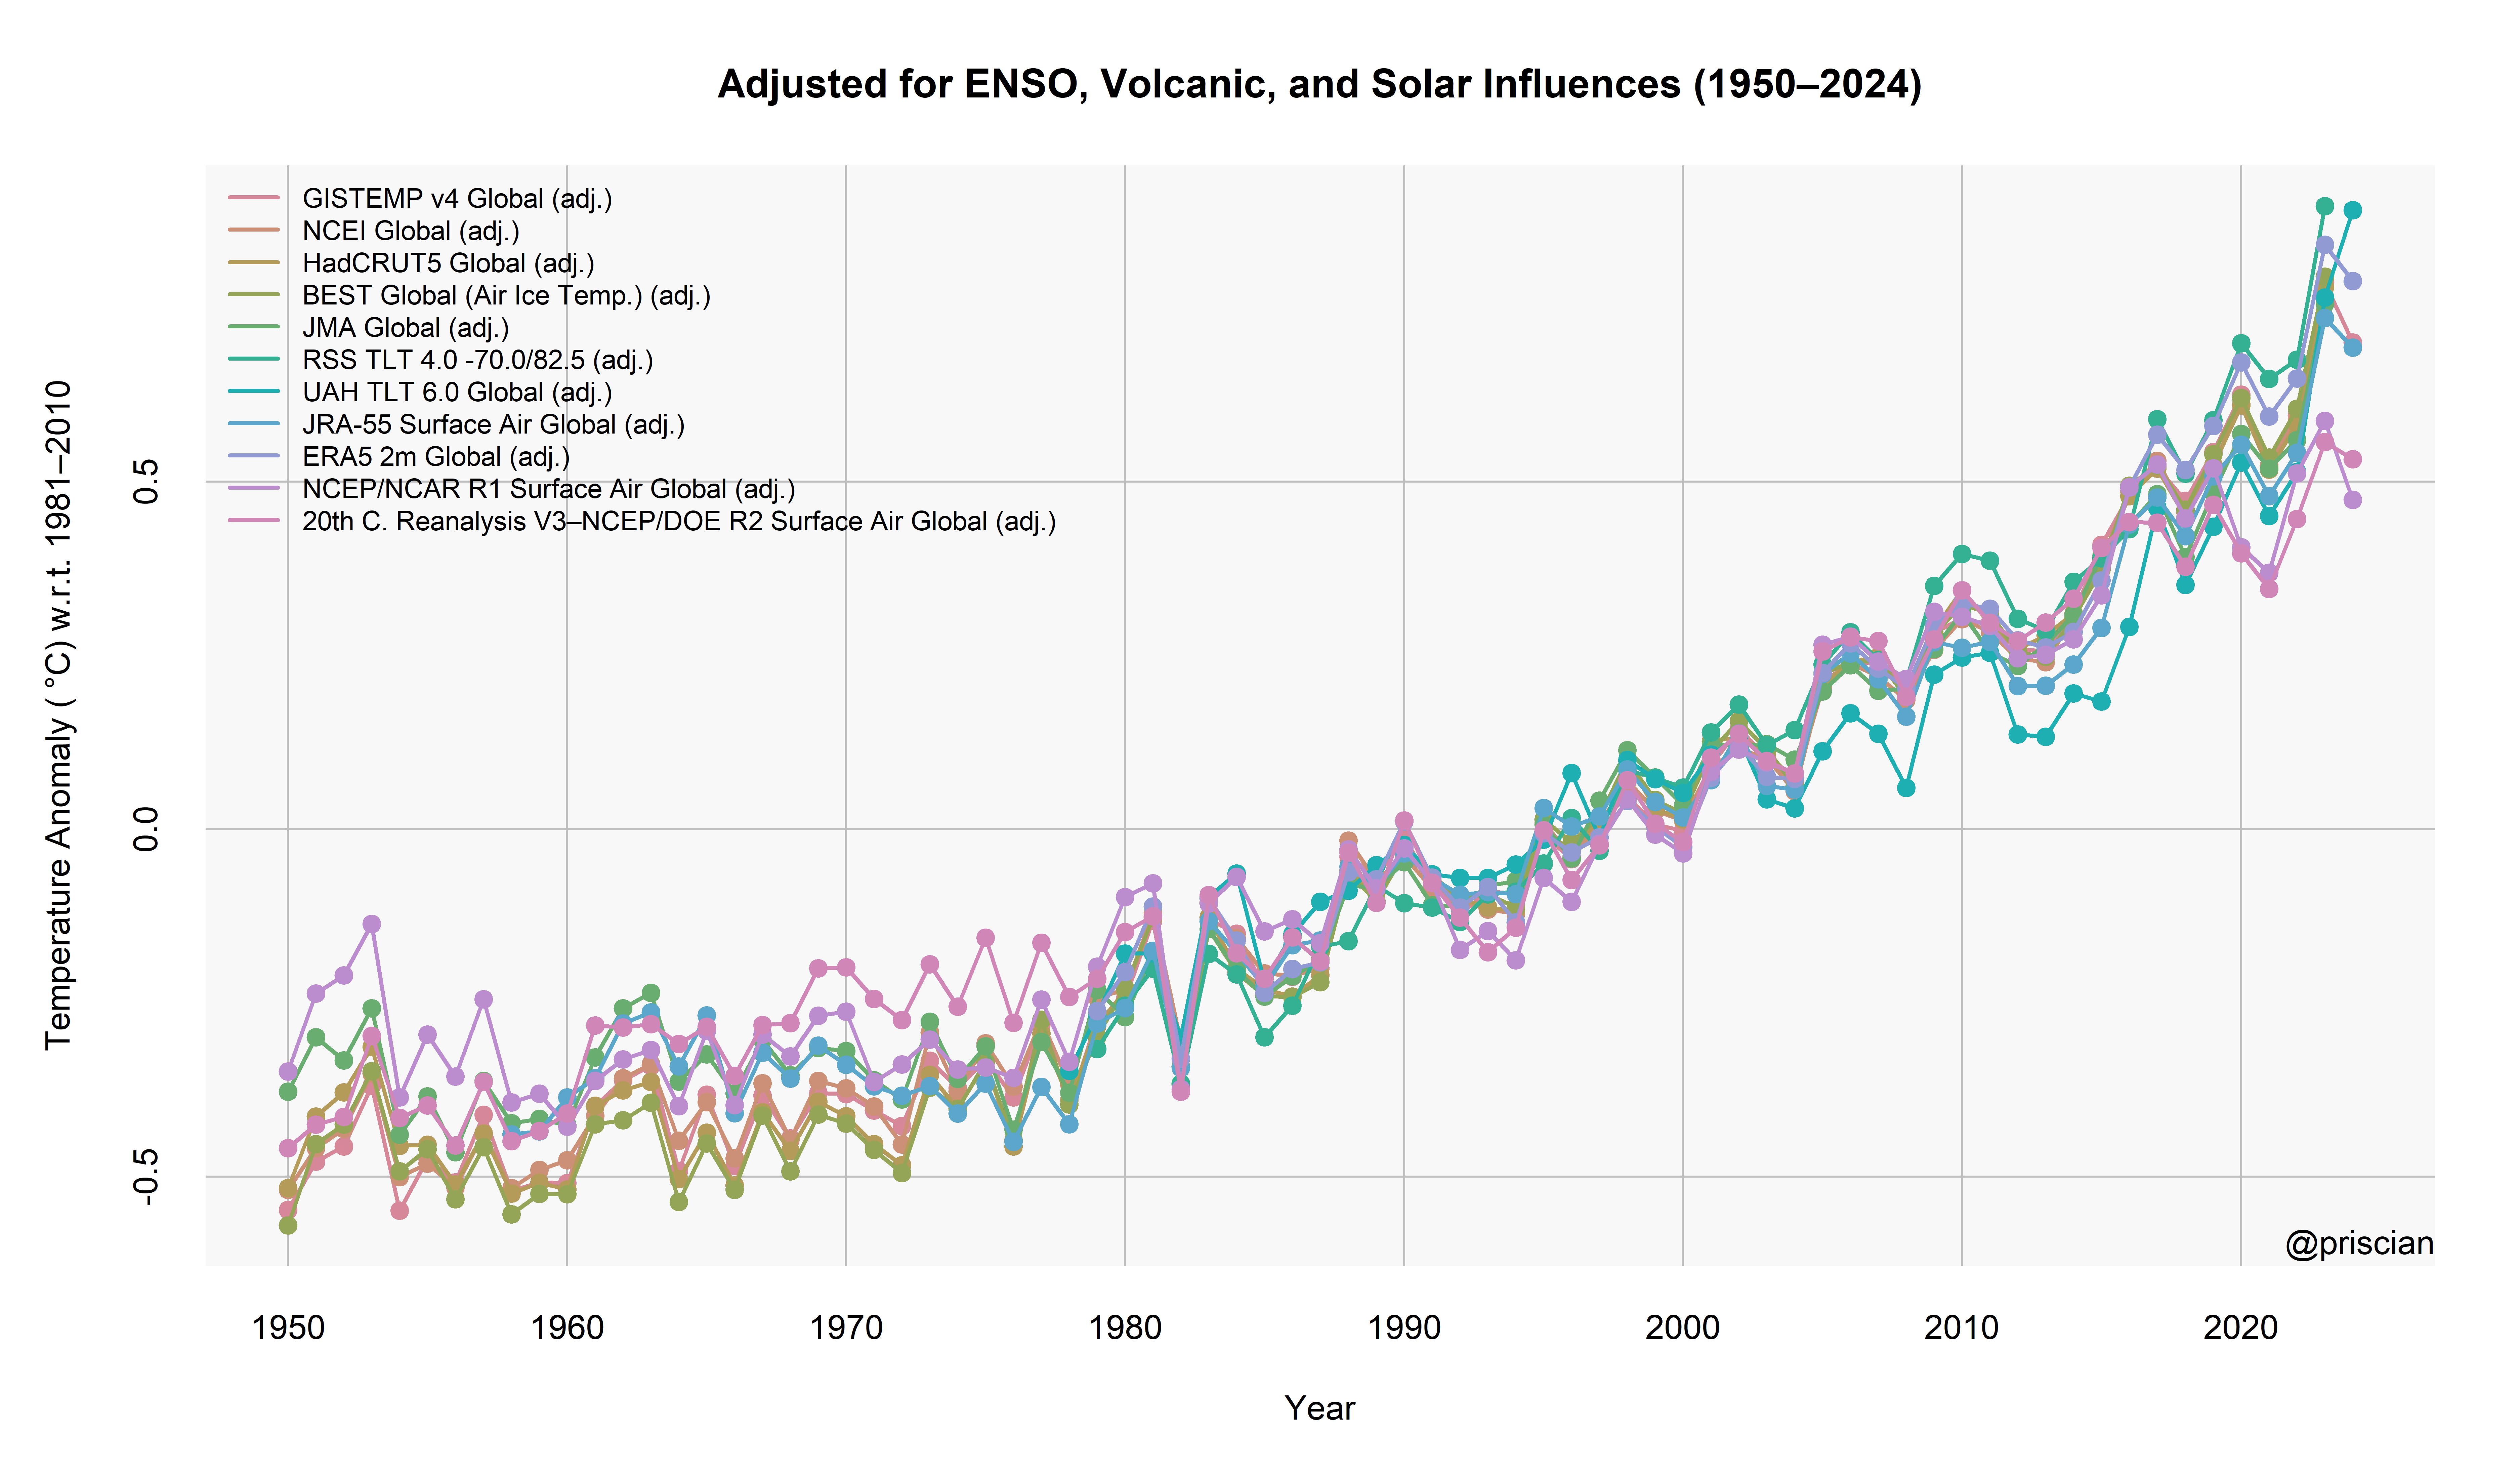 Adjusted for ENSO, Volcanic, and Solar Influences (1950–2024)
GISTEMP v4 Global (adj.)
NCEI Global (adj.)
HadCRUT5 Global (adj.)
BEST Global (Air Ice Temp.) (adj.)
JMA Global (adj.)
RSS TLT 4.0 -70.0/82.5 (adj.)
UAH TLT 6.0 Global (adj.)
JRA-55 Surface Air Global (adj.)
ERA5 2m Global (adj.)
NCEP/NCAR R1 Surface Air Global (adj.)
20th C. Reanalysis V3–NCEP/DOE R2 Surface Air Global (adj.)
Temperature Anomaly ( °C) w.r.t. 1981–2010
0.5
0.0
-0.5
@priscian
1950 1960 1970 1980 1990 2000 2010 2020
Year